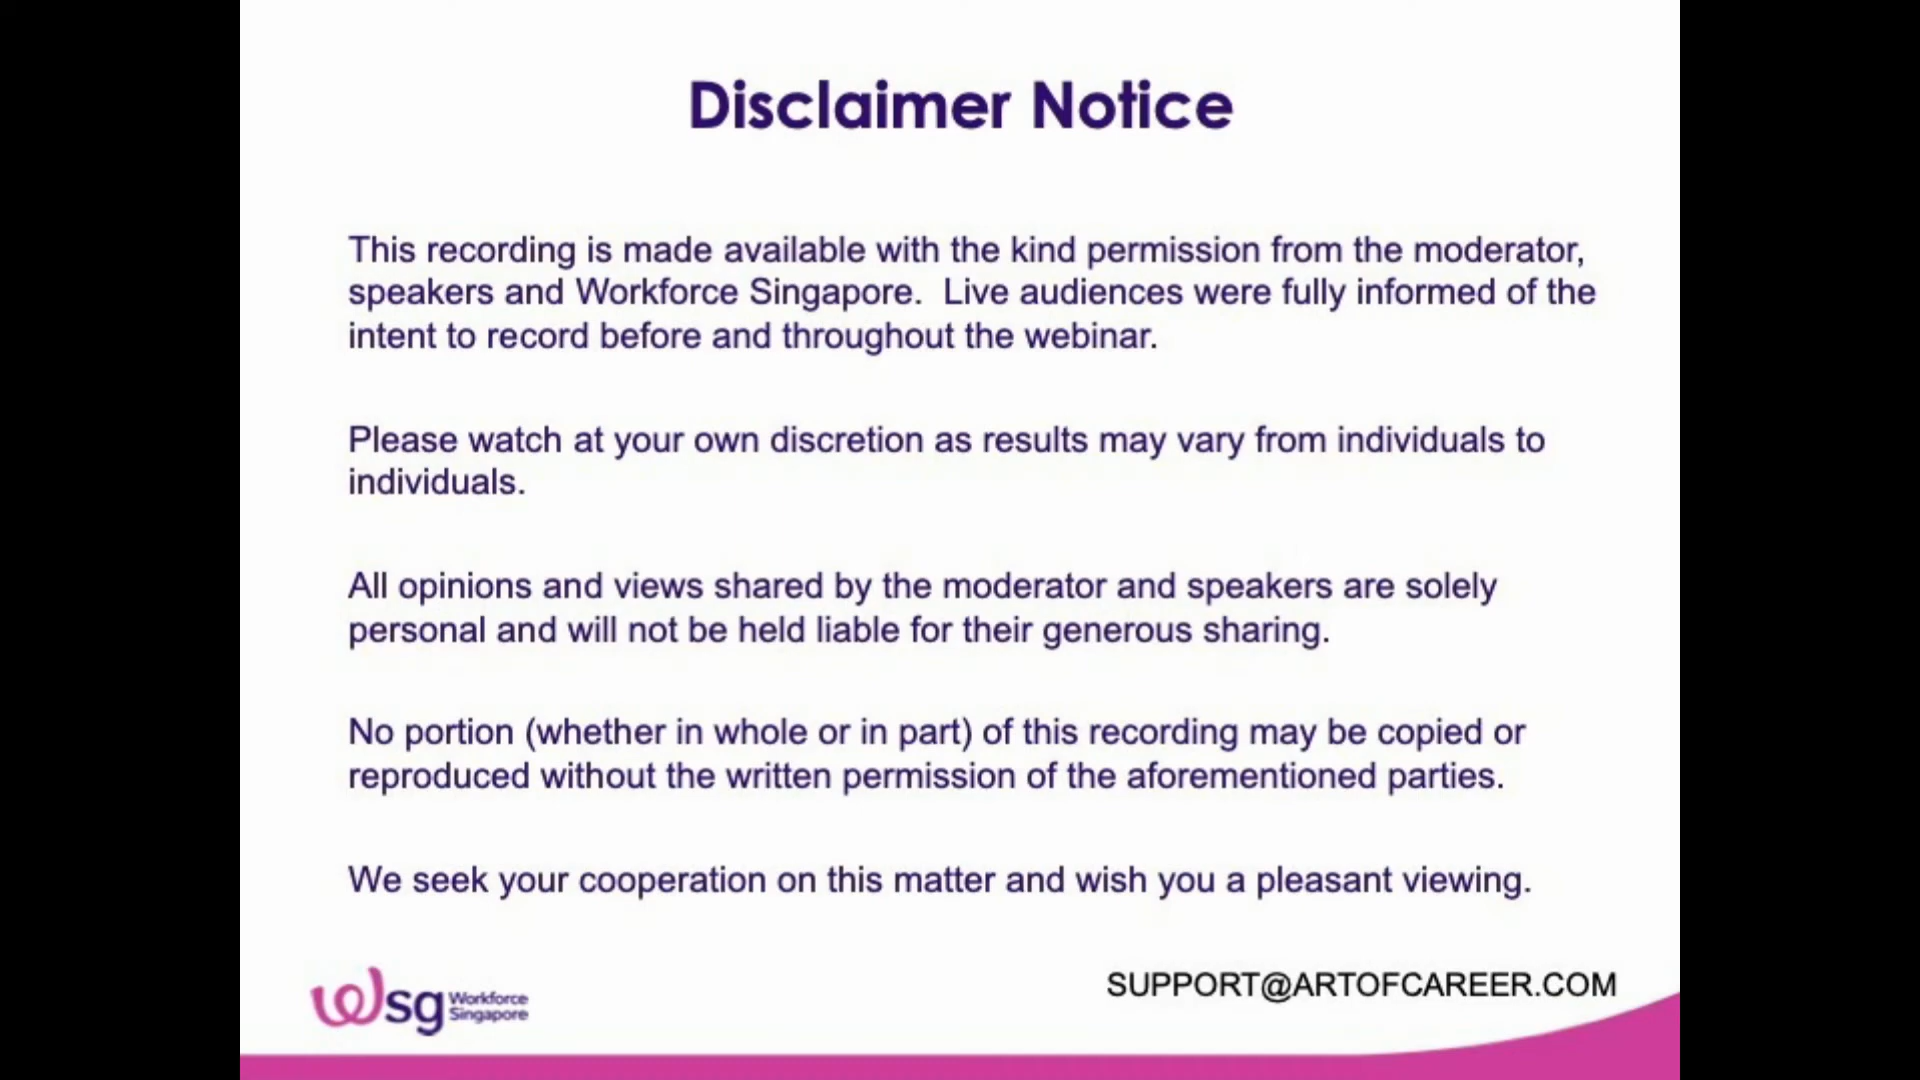 Disclaimer Notice
This recording is made available with the kind permission from the moderator,
speakers and Workforce Singapore.  Live audiences were fully informed of the
intent to record before and throughout the webinar.
Please watch at your own discretion as results may vary from individuals to
individuals.
All opinions and views shared by the moderator and speakers are solely
personal and will not be held liable for their generous sharing.
No portion (whether in whole or in part) of this recording may be copied or
reproduced without the written permission of the aforementioned parties.
We seek your cooperation on this matter and wish you a pleasant viewing.
wsg Workforce
Singapore
SUPPORT@ARTOFCAREER.COM